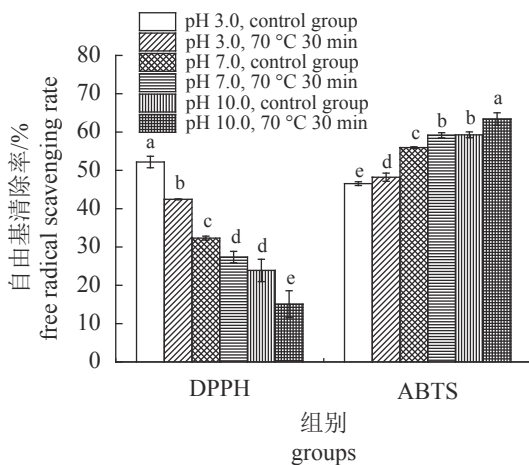 pH 3.0, control group
pH 3.0, 70 °C 30 min
pH 7.0, control group
pH 7.0, 70 °C 30 min
pH 10.0, control group
pH 10.0, 70 °C 30 min
自由基清除率/%
free radical scavenging rate
80
70
60
50
40
30
20
10
0
a
b
c
d
d
e
e
d
c
b
b
a
DPPH
ABTS
组别
groups